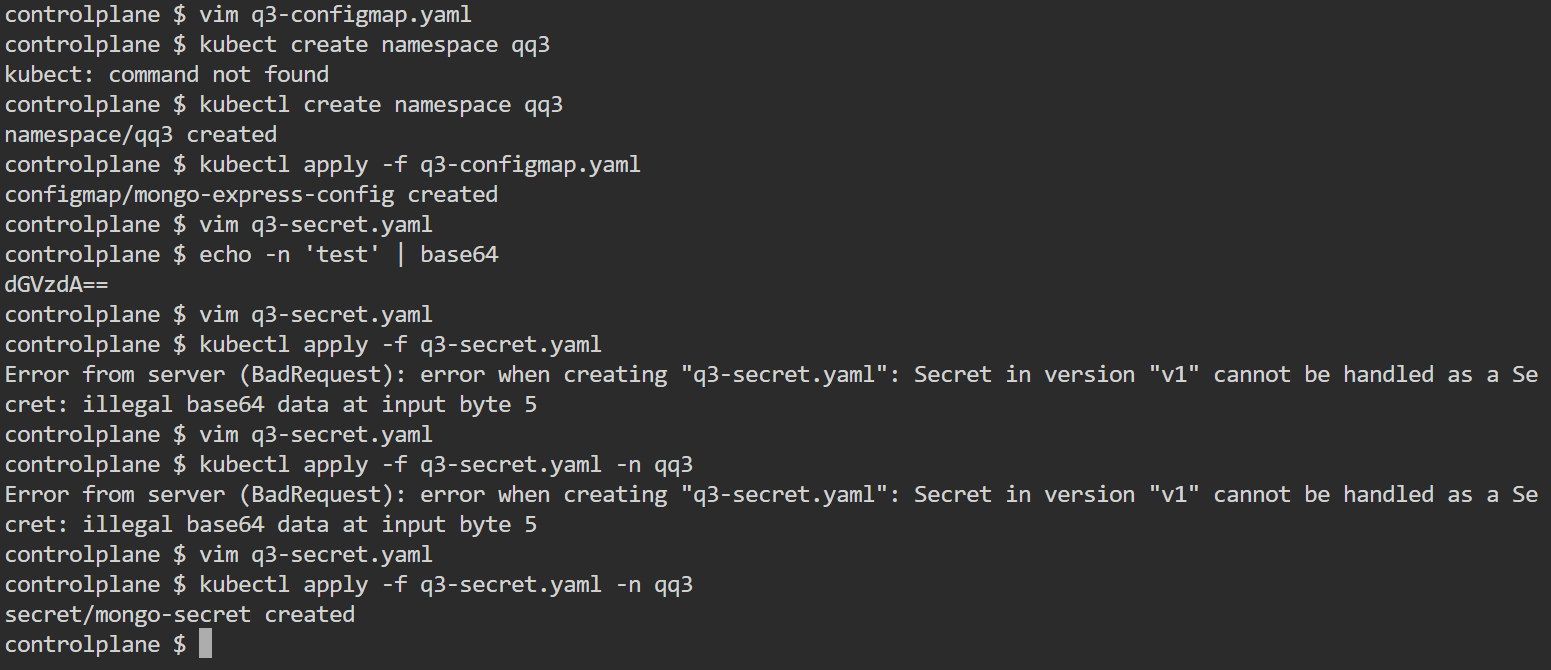 controlplane $ vim q3-configmap.yaml
controlplane $ kubect create namespace qq3
kubect: command not found
controlplane $ kubectl create namespace qq3
namespace/qq3 created
controlplane $ kubectl apply -f q3-configmap.yaml
configmap/mongo-express-config created
controlplane $ vim q3-secret.yaml
controlplane $ echo -n 'test' | base64
dGVzdA==
controlplane $ vim q3-secret.yaml
controlplane $ kubectl apply -f q3-secret.yaml
Error from server (BadRequest): error when creating "q3-secret.yaml": Secret in version "v1" cannot be handled as a Se
cret: illegal base64 data at input byte 5
controlplane $ vim q3-secret.yaml
controlplane $ kubectl apply -f q3-secret.yaml -n qq3
Error from server (BadRequest): error when creating "q3-secret.yaml": Secret in version "v1" cannot be handled as a Se
cret: illegal base64 data at input byte 5
controlplane $ vim q3-secret.yaml
controlplane $ kubectl apply -f q3-secret.yaml -n qq3
secret/mongo-secret created
controlplane $